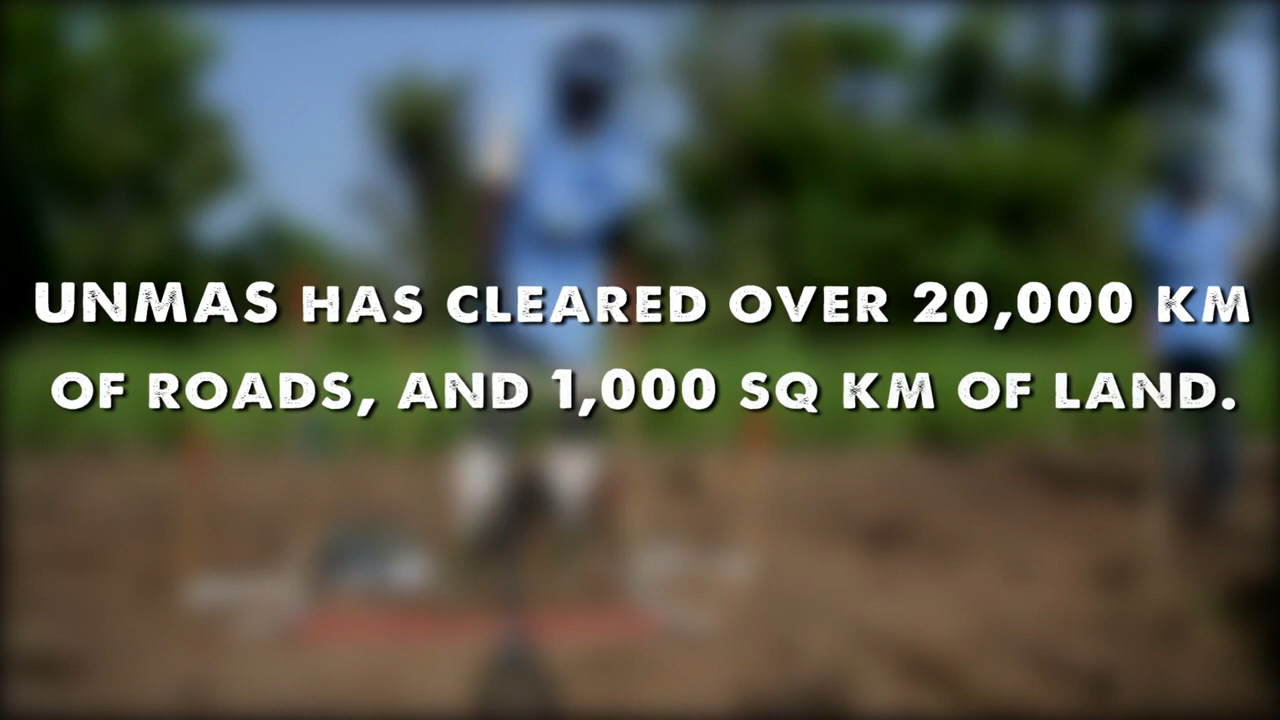 UNMAS HAS CLEARED OVER 20,000 KM
OF ROADS, AND 1,000 SQ KM OF LAND.